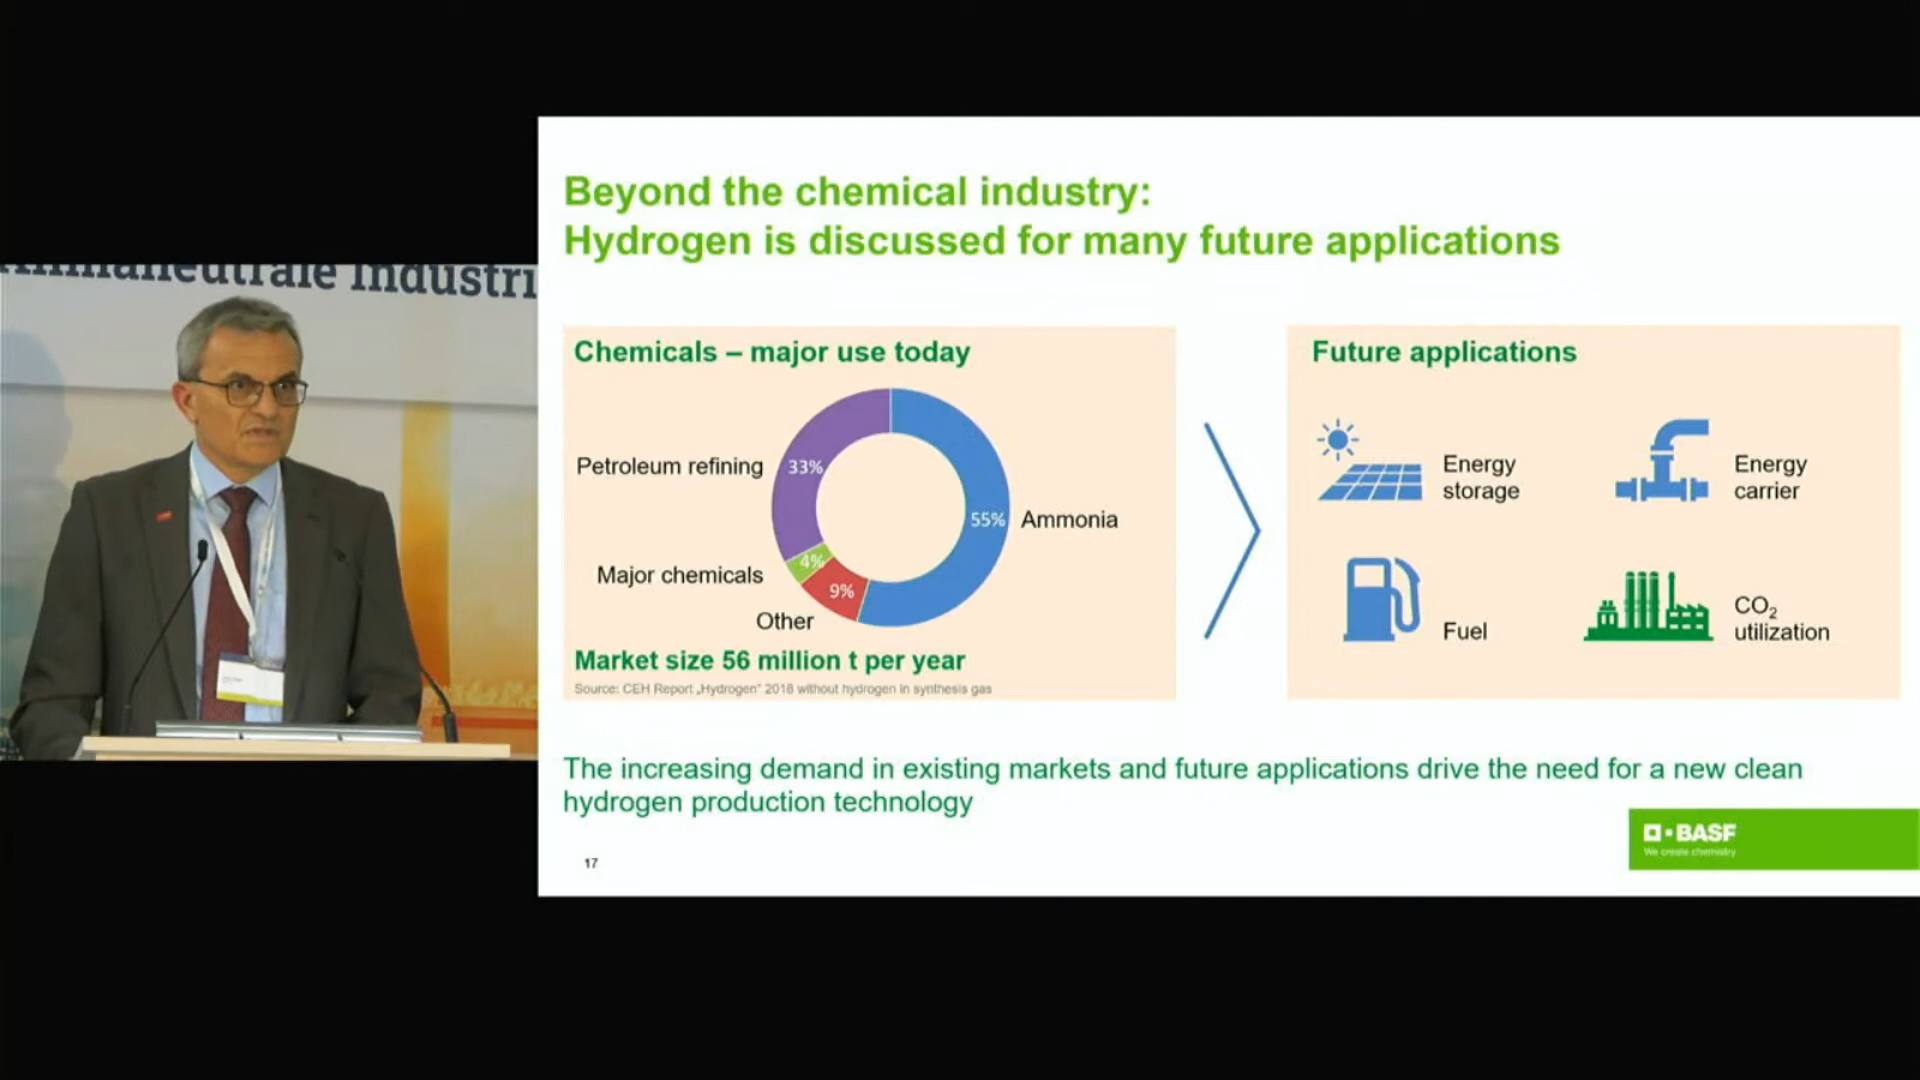 Industri
Beyond the chemical industry:
Hydrogen is discussed for many future applications
Chemicals – major use today
Petroleum refining
33%
55%
Ammonia
4%
Major chemicals
9%
Other
Market size 56 million t per year
Source: CEH Report „Hydrogen“ 2018 without hydrogen in synthesis gas
Future applications
Energy
storage
Energy
carrier
Fuel
CO₂
utilization
The increasing demand in existing markets and future applications drive the need for a new clean
hydrogen production technology
17
BASF
We create chemistry